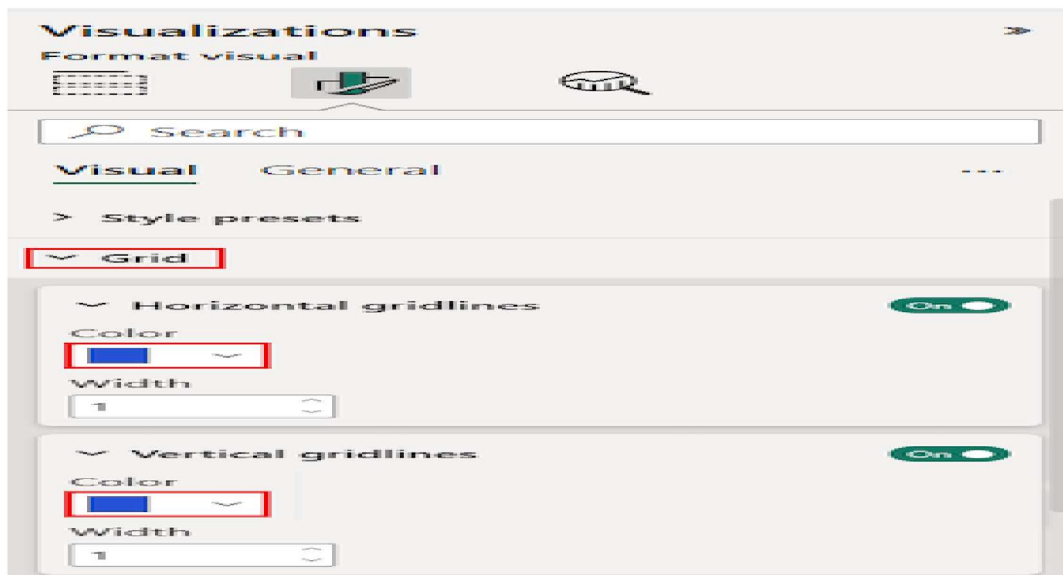 Visualizations
Format visual
Search
Visual General
Style presets
Grid
Horizontal gridlines On
Color
Width
1
Vertical gridlines On
Color
Width
1